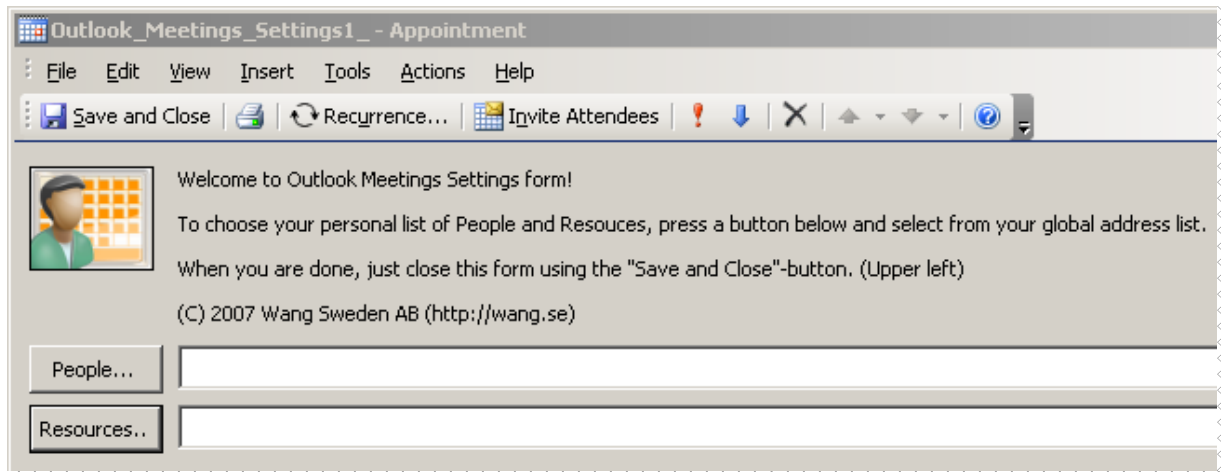 Outlook_Meetings_Settings1_ - Appointment
File Edit View Insert Tools Actions Help
Save and Close Recurrence... Invite Attendees
Welcome to Outlook Meetings Settings form!
To choose your personal list of People and Resouces, press a button below and select from your global address list.
When you are done, just close this form using the "Save and Close"-button. (Upper left)
(C) 2007 Wang Sweden AB (http://wang.se)
People...
Resources..